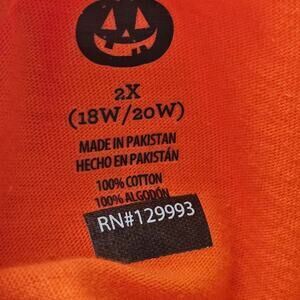 2X
(18W/20W)
MADE IN PAKISTAN
HECHO EN PAKISTÁN
100% COTTON
100% ALGODÓN
RN#129993